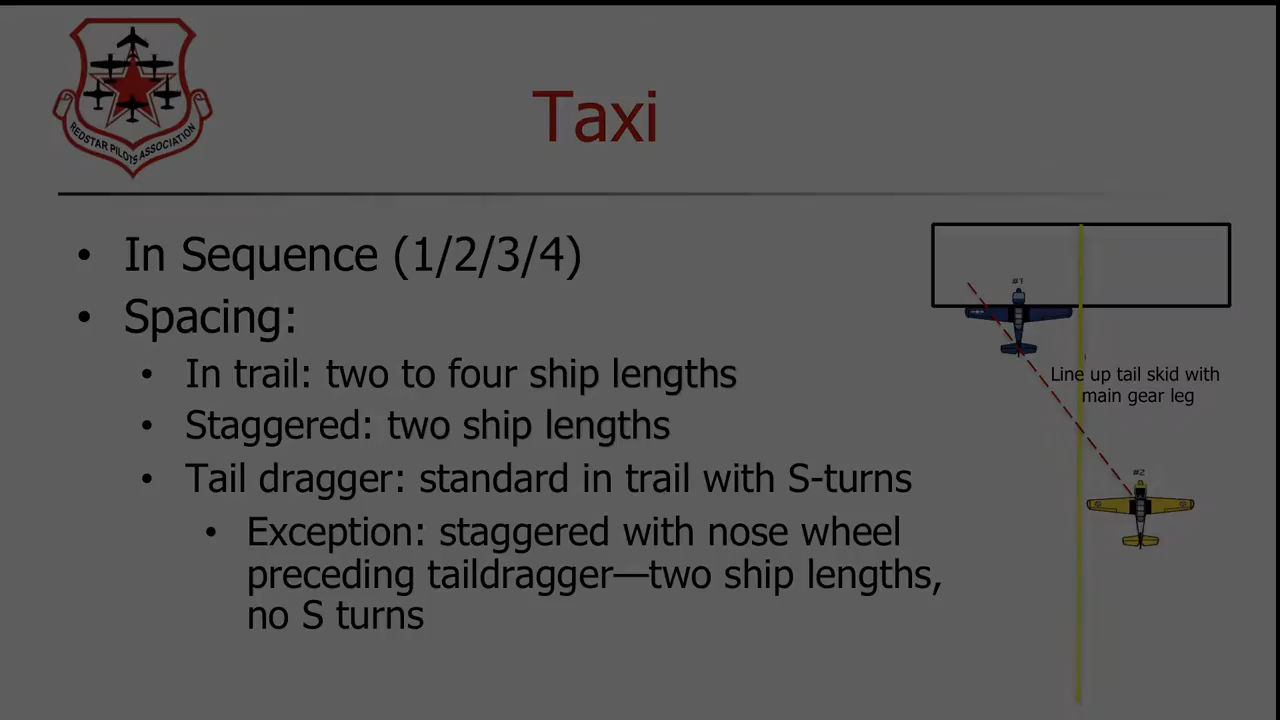 REDSTAR PILOTS ASSOCIATION
Taxi
• In Sequence (1/2/3/4)
• Spacing:
• In trail: two to four ship lengths
• Staggered: two ship lengths
• Tail dragger: standard in trail with S-turns
• Exception: staggered with nose wheel
preceding taildragger—two ship lengths,
no S turns
#1
Line up tail skid with
main gear leg
#2